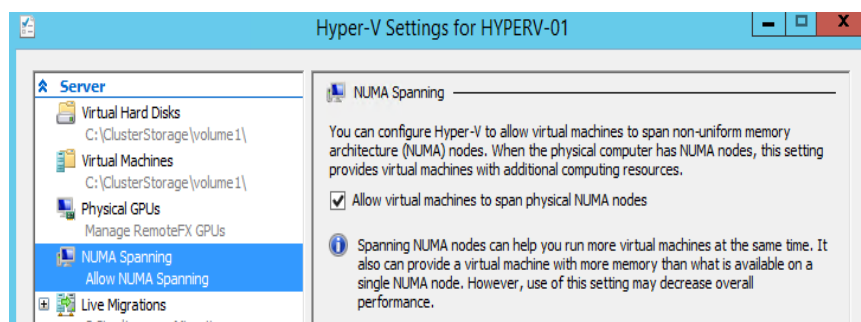 Hyper-V Settings for HYPERV-01
X
Server
Virtual Hard Disks
C:\ClusterStorage\volume1\
Virtual Machines
C:\ClusterStorage\volume1\
Physical GPUs
Manage RemoteFX GPUs
NUMA Spanning
Allow NUMA Spanning
Live Migrations
NUMA Spanning
You can configure Hyper-V to allow virtual machines to span non-uniform memory
architecture (NUMA) nodes. When the physical computer has NUMA nodes, this setting
provides virtual machines with additional computing resources.
Allow virtual machines to span physical NUMA nodes
Spanning NUMA nodes can help you run more virtual machines at the same time. It
also can provide a virtual machine with more memory than what is available on a
single NUMA node. However, use of this setting may decrease overall
performance.